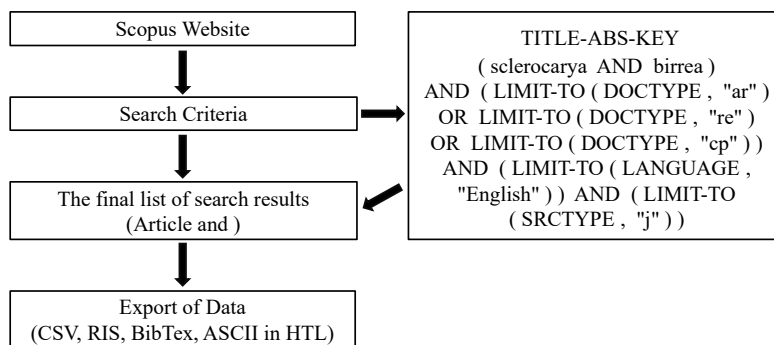 Scopus Website
Search Criteria
The final list of search results
(Article and )
Export of Data
(CSV, RIS, BibTex, ASCII in HTL)
TITLE-ABS-KEY
( sclerocarya AND birrea )
AND ( LIMIT-TO ( DOCTYPE , "ar" )
OR LIMIT-TO ( DOCTYPE , "re" )
OR LIMIT-TO ( DOCTYPE , "cp" ) )
AND ( LIMIT-TO ( LANGUAGE ,
"English" ) ) AND ( LIMIT-TO
( SRCTYPE , "j" ) )